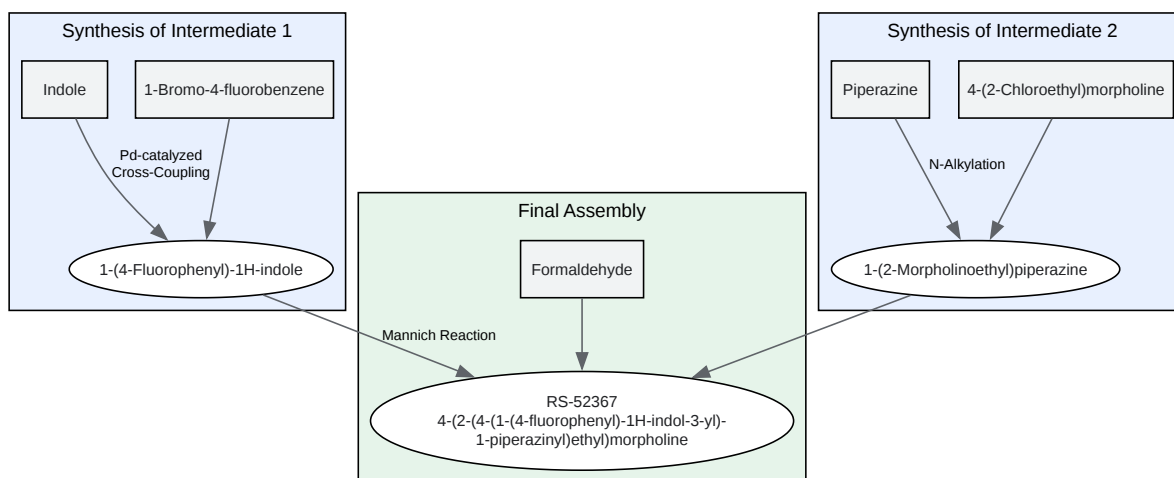 Synthesis of Intermediate 1
Indole
1-Bromo-4-fluorobenzene
Pd-catalyzed
Cross-Coupling
1-(4-Fluorophenyl)-1H-indole
Synthesis of Intermediate 2
Piperazine
4-(2-Chloroethyl)morpholine
N-Alkylation
1-(2-Morpholinoethyl)piperazine
Final Assembly
Formaldehyde
Mannich Reaction
RS-52367
4-(2-(4-(1-(4-fluorophenyl)-1H-indol-3-yl)-
1-piperazinyl)ethyl)morpholine